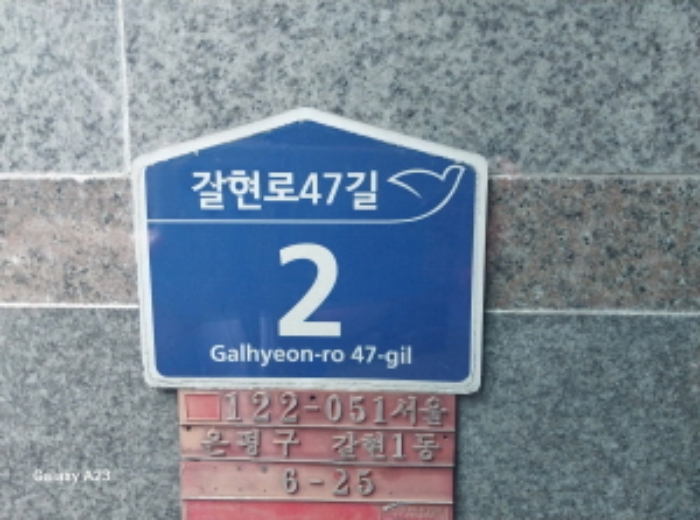 갈현로47길
2
Galhyeon-ro 47-gil
122-051서울
은평구 갈현1동
6-25
Galaxy A23